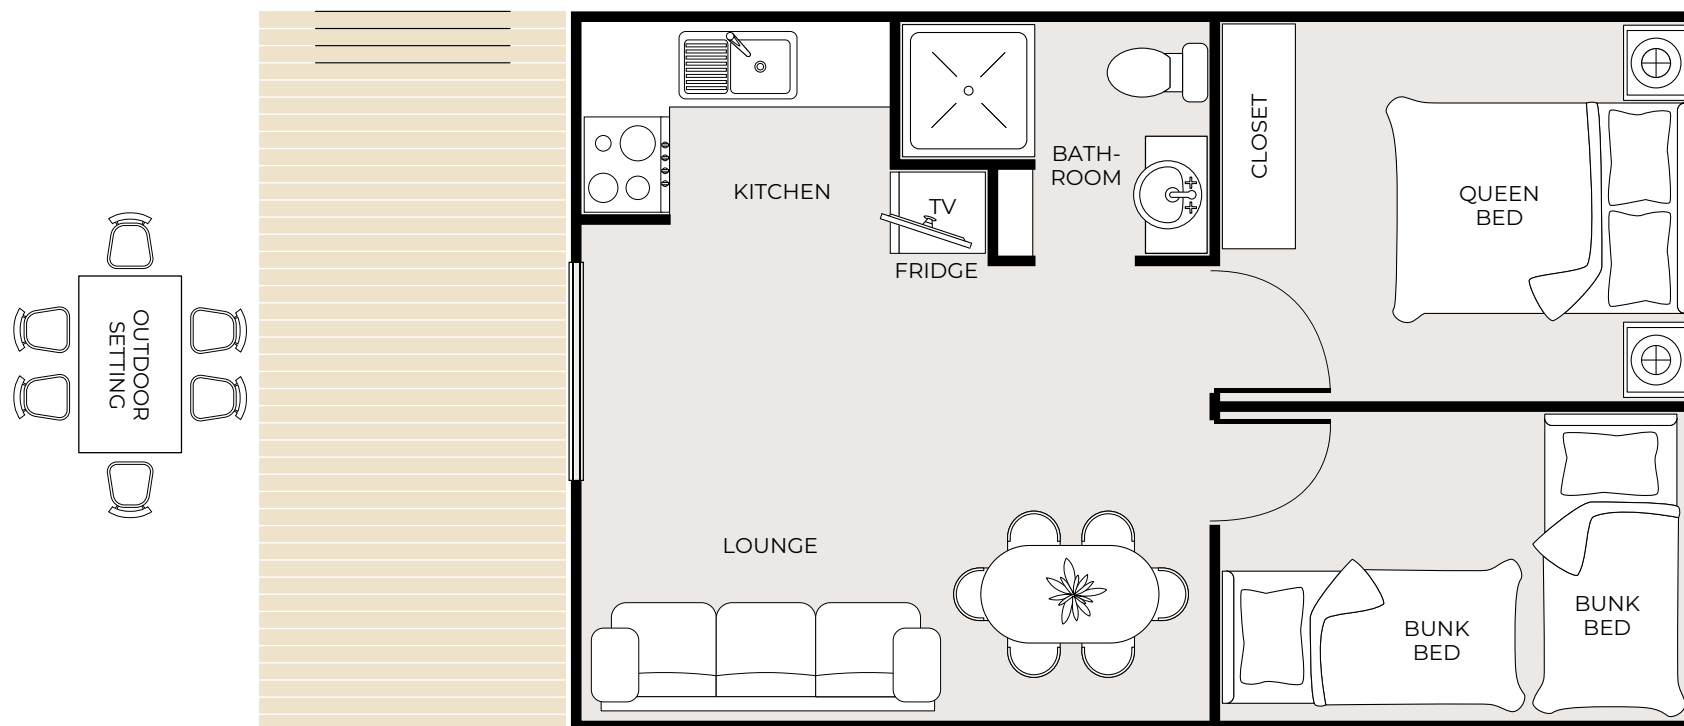 OUTDOOR
SETTING
KITCHEN
TV
FRIDGE
BATH-
ROOM
CLOSET
QUEEN
BED
LOUNGE
BUNK
BED
BUNK
BED